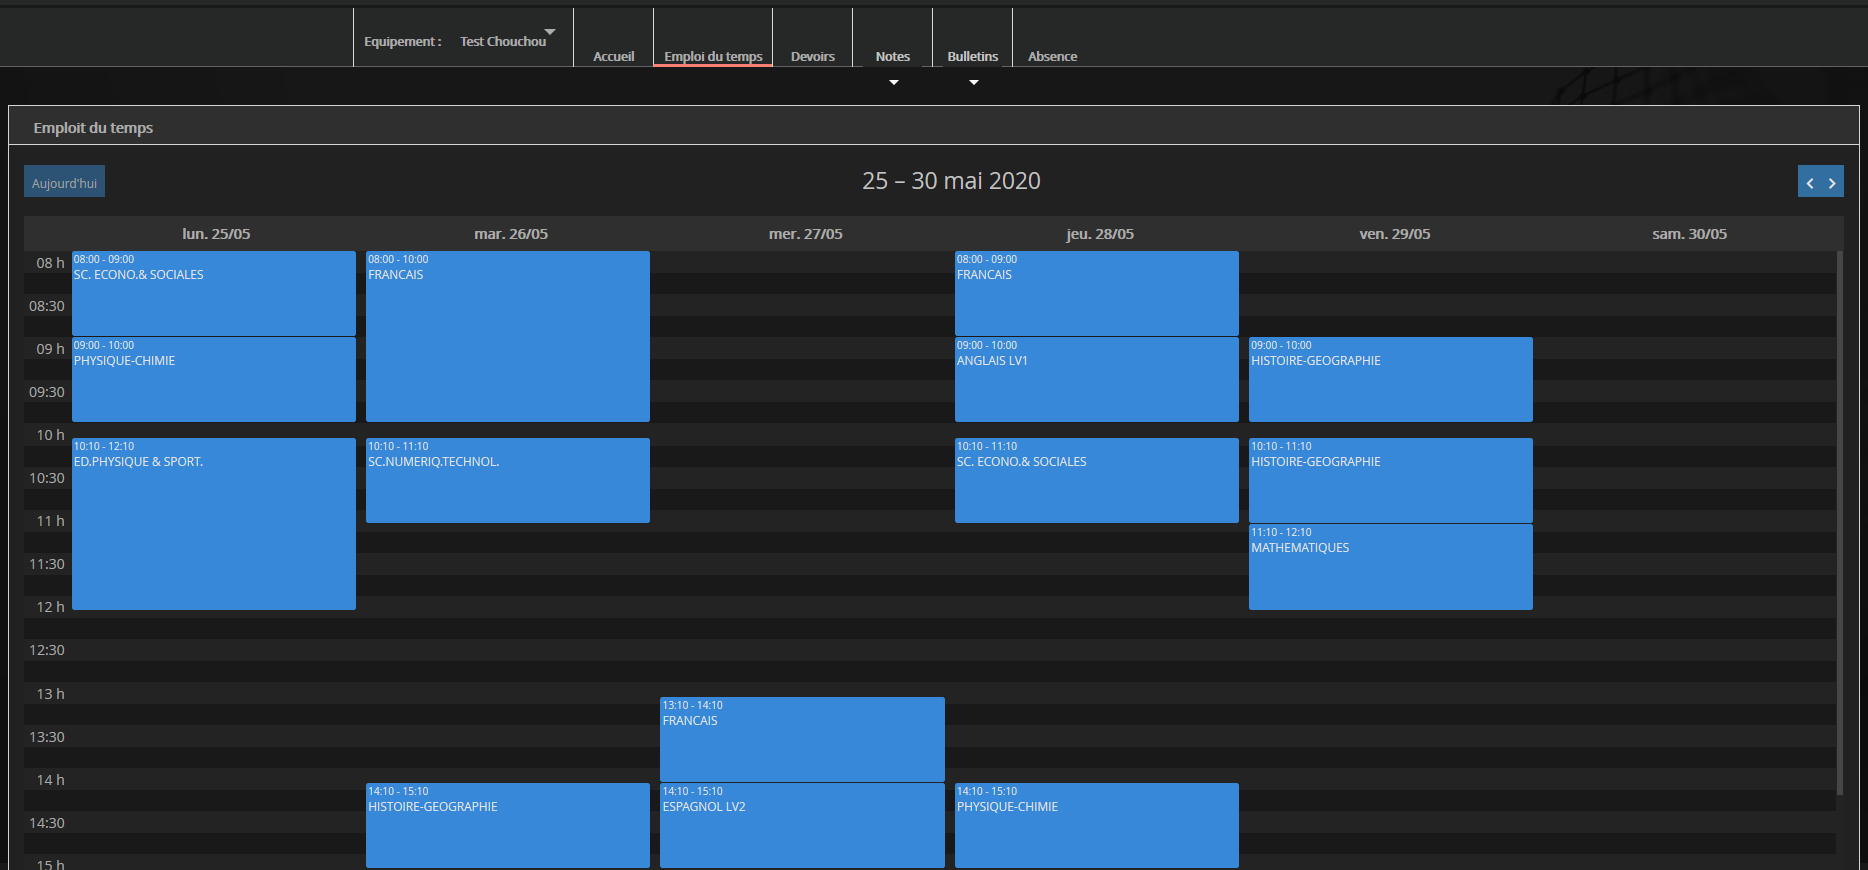 Equipement : Test Chouchou
Accueil Emploi du temps Devoirs Notes Bulletins Absence
Emploit du temps
Aujourd'hui
25 – 30 mai 2020
lun. 25/05 mar. 26/05 mer. 27/05 jeu. 28/05 ven. 29/05 sam. 30/05
08 h
08:30
09 h
09:30
10 h
10:30
11 h
11:30
12 h
12:30
13 h
13:30
14 h
14:30
15 h
08:00 - 09:00
SC. ECONO.& SOCIALES
09:00 - 10:00
PHYSIQUE-CHIMIE
10:10 - 12:10
ED.PHYSIQUE & SPORT.
08:00 - 10:00
FRANCAIS
10:10 - 11:10
SC.NUMERIQ.TECHNOL.
14:10 - 15:10
HISTOIRE-GEOGRAPHIE
13:10 - 14:10
FRANCAIS
14:10 - 15:10
ESPAGNOL LV2
08:00 - 09:00
FRANCAIS
09:00 - 10:00
ANGLAIS LV1
10:10 - 11:10
SC. ECONO.& SOCIALES
14:10 - 15:10
PHYSIQUE-CHIMIE
09:00 - 10:00
HISTOIRE-GEOGRAPHIE
10:10 - 11:10
HISTOIRE-GEOGRAPHIE
11:10 - 12:10
MATHEMATIQUES